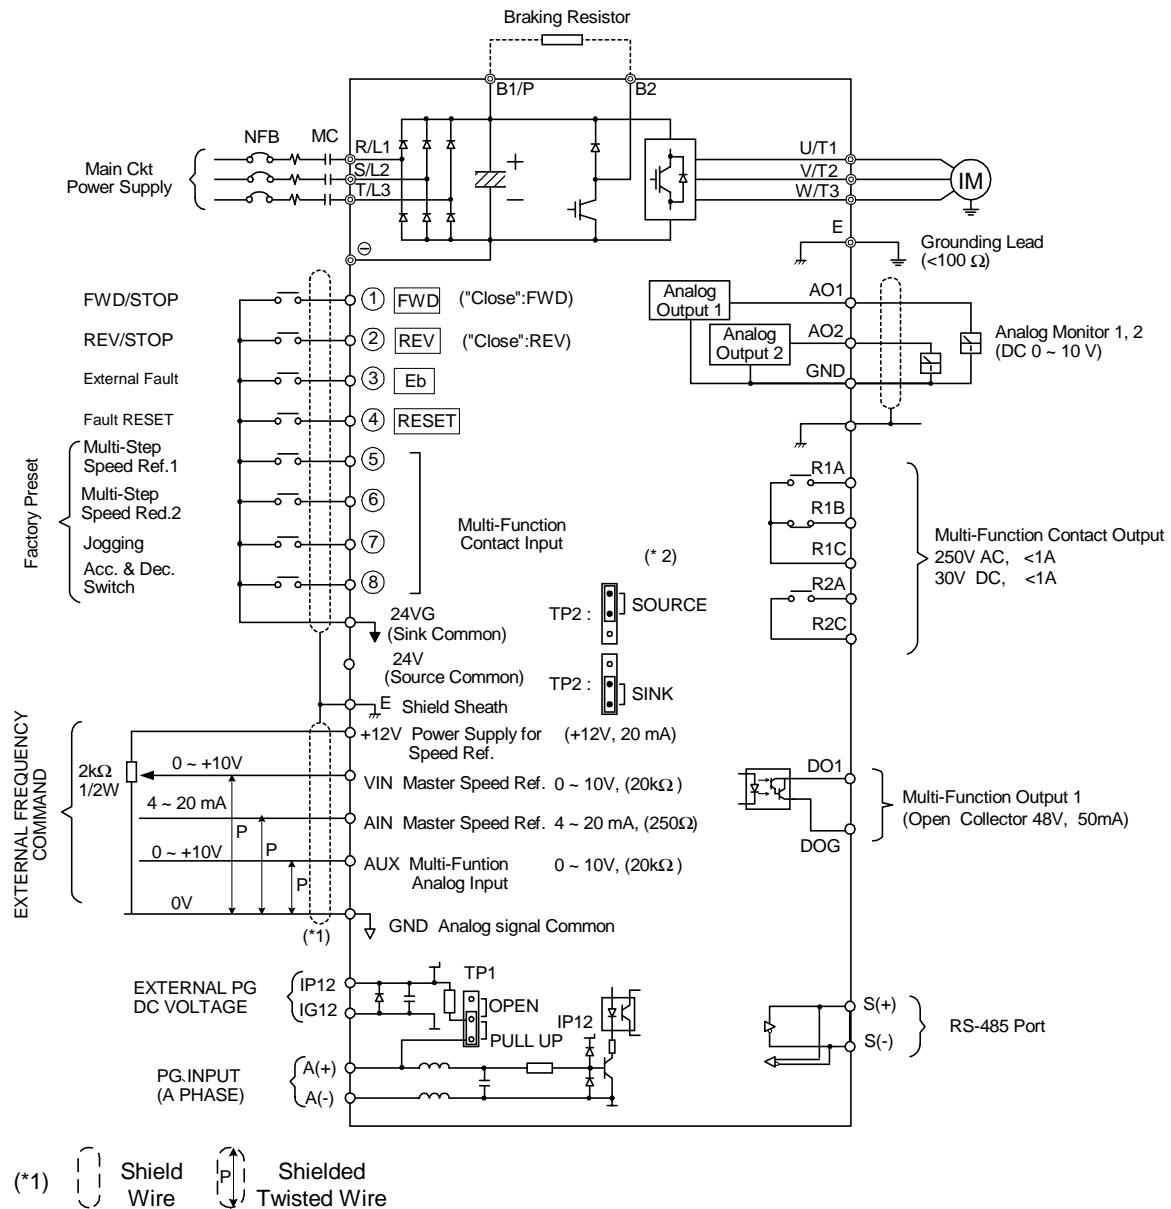 Braking Resistor
B1/P
B2
NFB
MC
R/L1
S/L2
T/L3
Main Ckt
Power Supply
+
−
U/T1
V/T2
W/T3
IM
E
Grounding Lead
(<100 Ω)
⊖
FWD/STOP
1
FWD
("Close":FWD)
REV/STOP
2
REV
("Close":REV)
External Fault
3
Eb
Fault RESET
4
RESET
Factory Preset
Multi-Step
Speed Ref.1
5
Multi-Step
Speed Red.2
6
Jogging
7
Acc. & Dec.
Switch
8
Multi-Function
Contact Input
24VG
(Sink Common)
24V
(Source Common)
E
Shield Sheath
Analog
Output 1
AO1
Analog
Output 2
AO2
GND
Analog Monitor 1, 2
(DC 0 ~ 10 V)
R1A
R1B
R1C
R2A
R2C
Multi-Function Contact Output
250V AC, <1A
30V DC, <1A
(* 2)
TP2 :
SOURCE
TP2 :
SINK
EXTERNAL FREQUENCY
COMMAND
2kΩ
1/2W
0 ~ +10V
4 ~ 20 mA
0 ~ +10V
0V
P
P
P
(*1)
+12V Power Supply for
Speed Ref.
(+12V, 20 mA)
VIN Master Speed Ref. 0 ~ 10V, (20kΩ )
AIN Master Speed Ref. 4 ~ 20 mA, (250Ω)
AUX Multi-Funtion
Analog Input
0 ~ 10V, (20kΩ )
GND Analog signal Common
DO1
DOG
Multi-Function Output 1
(Open Collector 48V, 50mA)
EXTERNAL PG
DC VOLTAGE
IP12
IG12
TP1
OPEN
PULL UP
IP12
PG.INPUT
(A PHASE)
A(+)
A(-)
S(+)
S(-)
RS-485 Port
(*1)
Shield
Wire
P
Shielded
Twisted Wire